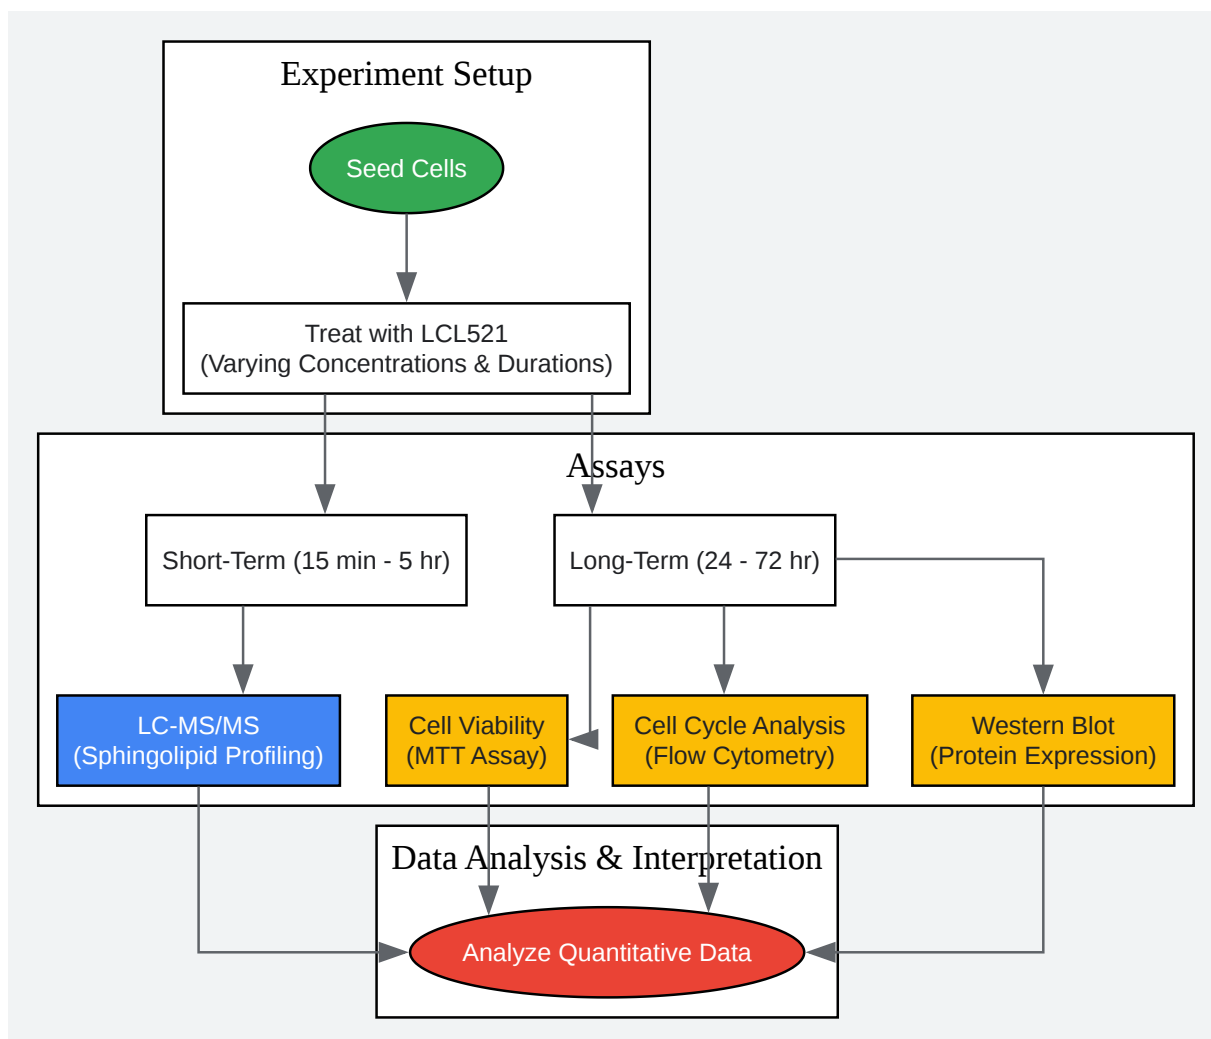 Experiment Setup
Seed Cells
Treat with LCL521
(Varying Concentrations & Durations)
Assays
Short-Term (15 min - 5 hr)
Long-Term (24 - 72 hr)
LC-MS/MS
(Sphingolipid Profiling)
Cell Viability
(MTT Assay)
Cell Cycle Analysis
(Flow Cytometry)
Western Blot
(Protein Expression)
Data Analysis & Interpretation
Analyze Quantitative Data